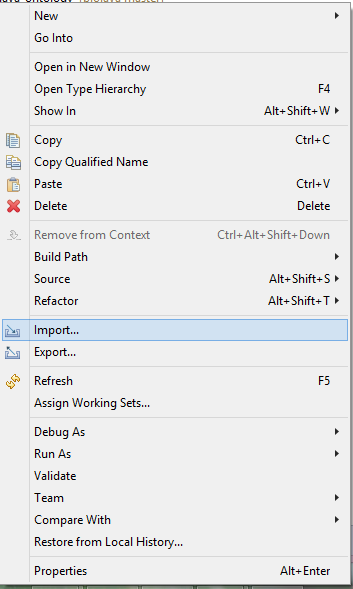 New
Go Into
Open in New Window
Open Type Hierarchy F4
Show In Alt+Shift+W
Copy Ctrl+C
Copy Qualified Name
Paste Ctrl+V
Delete Delete
Remove from Context Ctrl+Alt+Shift+Down
Build Path
Source Alt+Shift+S
Refactor Alt+Shift+T
Import...
Export...
Refresh F5
Assign Working Sets...
Debug As
Run As
Validate
Team
Compare With
Restore from Local History...
Properties Alt+Enter